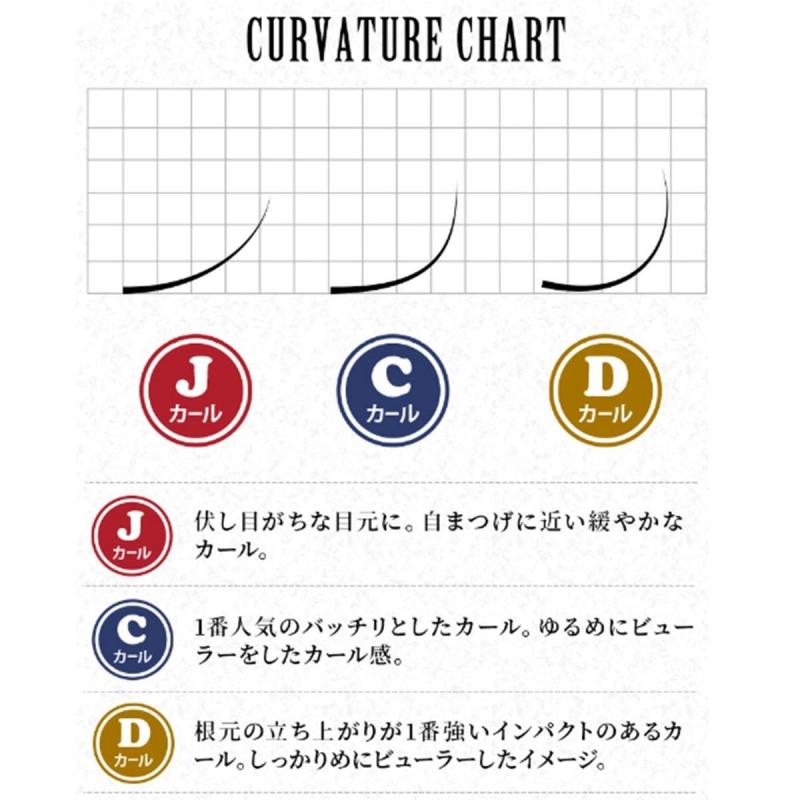 CURVATURE CHART
J
カール
C
カール
D
カール
J
カール
伏し目がちな目元に。自まつげに近い緩やかな
カール。
C
カール
1番人気のバッチリとしたカール。ゆるめにビュー
ラーをしたカール感。
D
カール
根元の立ち上がりが1番強いインパクトのあるカ
ール。しっかりめにビューラーしたイメージ。